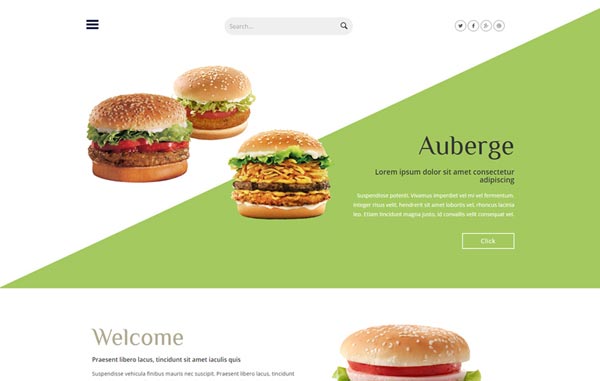 Search...
Auberge
Lorem ipsum dolor sit amet consectetur
adipiscing
Suspendisse potenti. Vivamus imperdiet vel mi vel fermentum.
Integer risus velit, hendrerit sit amet lobortis vel, rhoncus lacinia
leo. Etiam tincidunt magna justo, id convallis velit consequat vet.
Click
Welcome
Praesent libero lacus, tincidunt sit amet iaculis quis
Suspendisse vehicula finibus mauris nec suscipit. Praesent libero lacus, tincidunt